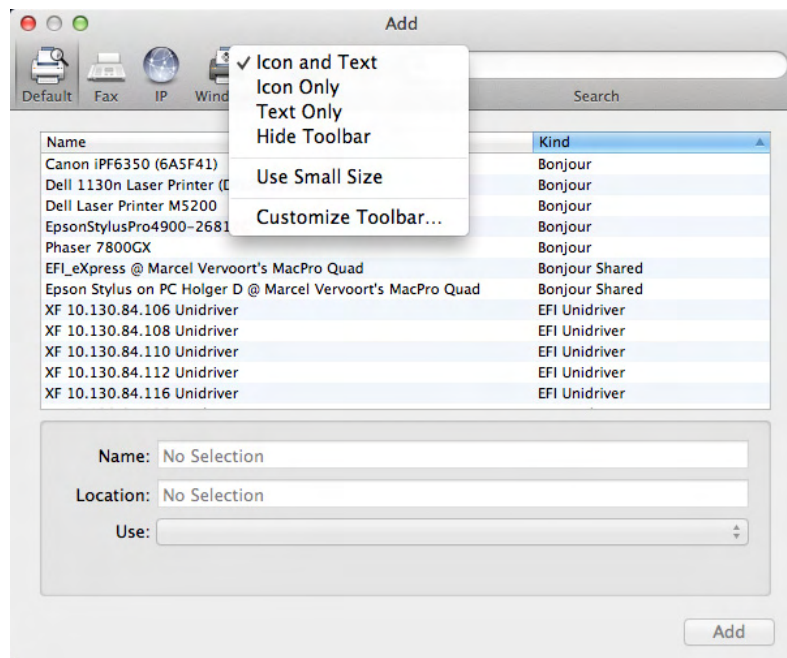 Add
Icon and Text
Icon Only
Text Only
Hide Toolbar
Use Small Size
Customize Toolbar...
Default Fax IP Wind Search
Name Kind
Canon iPF6350 (6A5F41) Bonjour
Dell 1130n Laser Printer (D Bonjour
Dell Laser Printer M5200 Bonjour
EpsonStylusPro4900-2681 Bonjour
Phaser 7800GX Bonjour
EFI_eXpress @ Marcel Vervoort's MacPro Quad Bonjour Shared
Epson Stylus on PC Holger D @ Marcel Vervoort's MacPro Quad Bonjour Shared
XF 10.130.84.106 Unidriver EFI Unidriver
XF 10.130.84.108 Unidriver EFI Unidriver
XF 10.130.84.110 Unidriver EFI Unidriver
XF 10.130.84.112 Unidriver EFI Unidriver
XF 10.130.84.116 Unidriver EFI Unidriver
Name: No Selection
Location: No Selection
Use:
Add